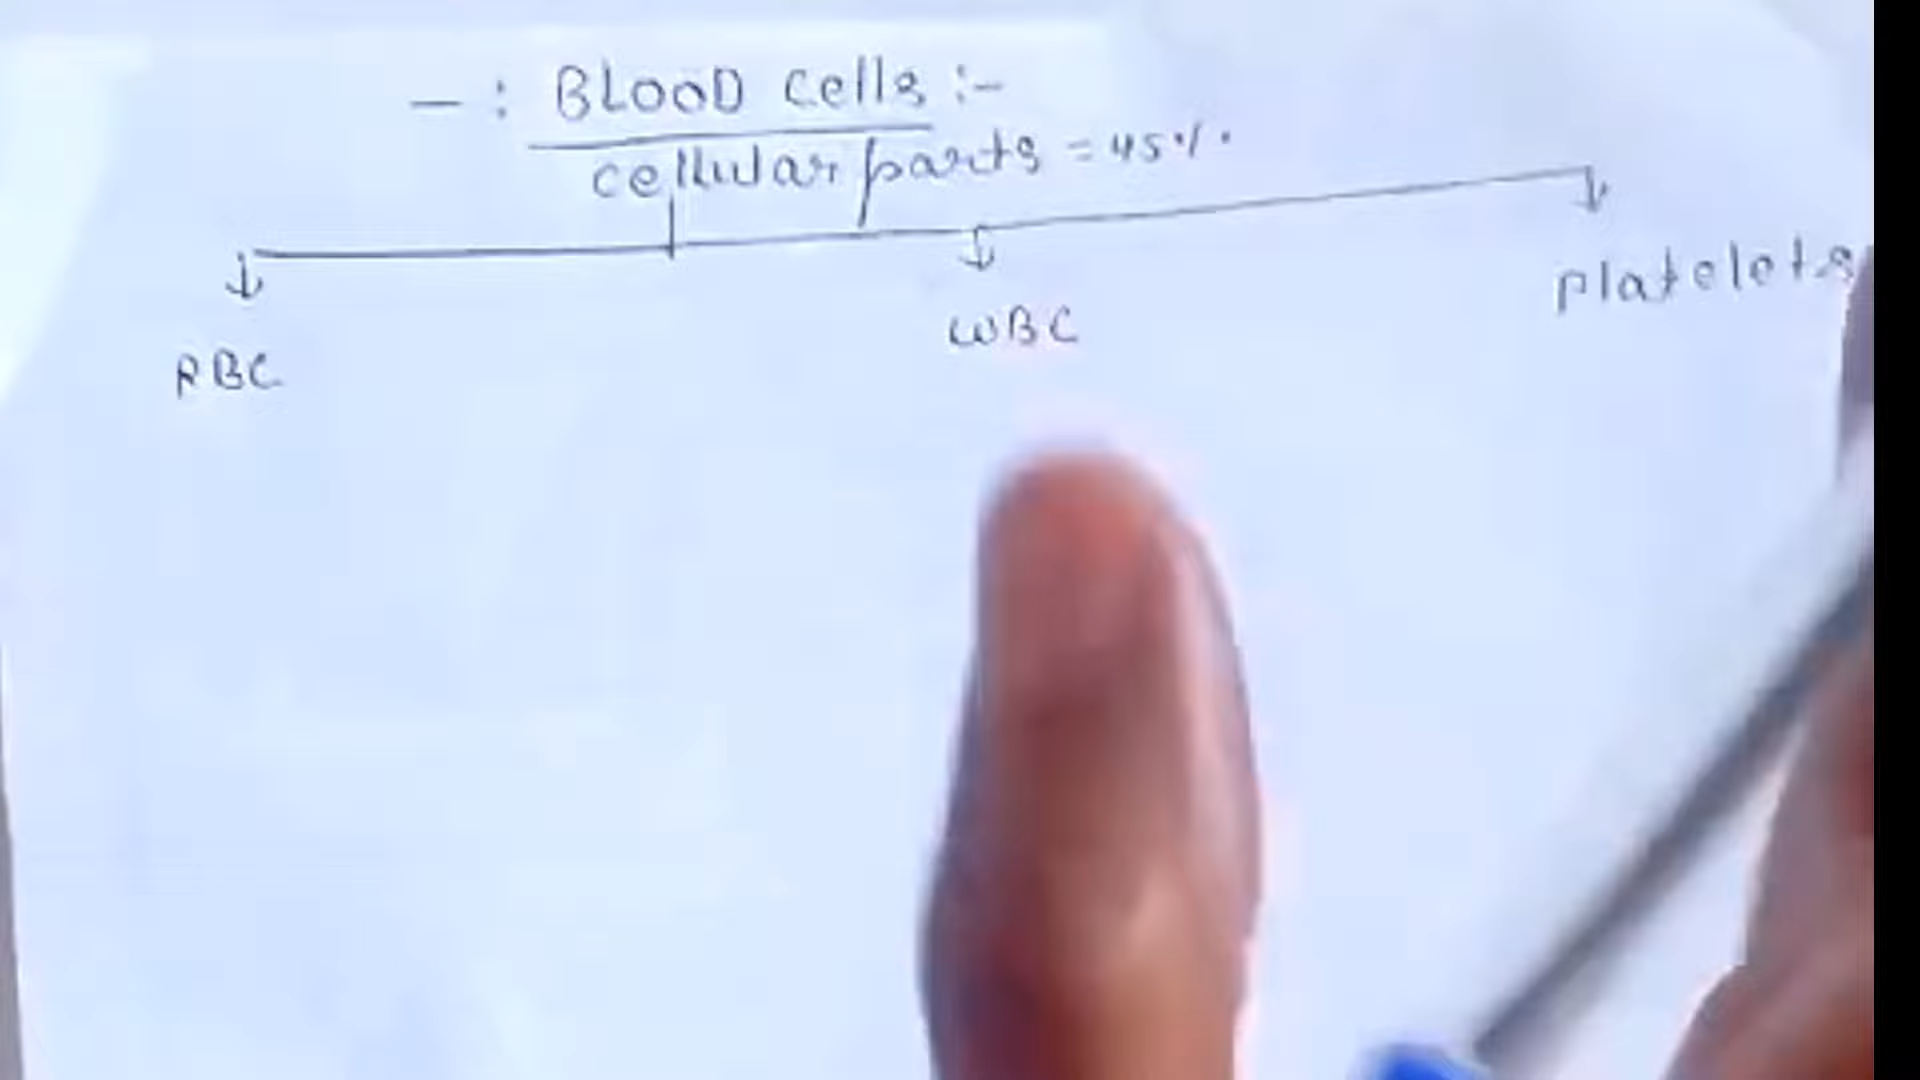 - : BLOOD cells :-
cellular parts = 45%
RBC
WBC
Platelets